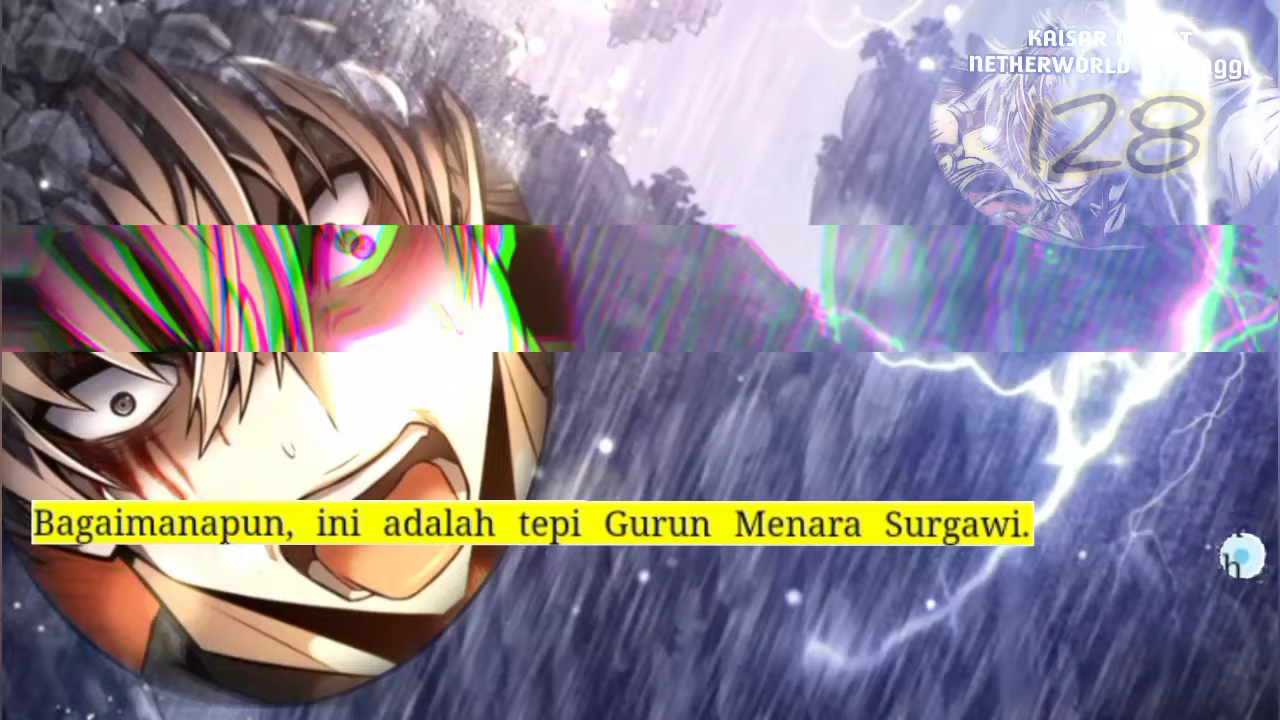 KAISAR
NETHERWORLD
128
Bagaimanapun, ini adalah tepi Gurun Menara Surgawi.
h